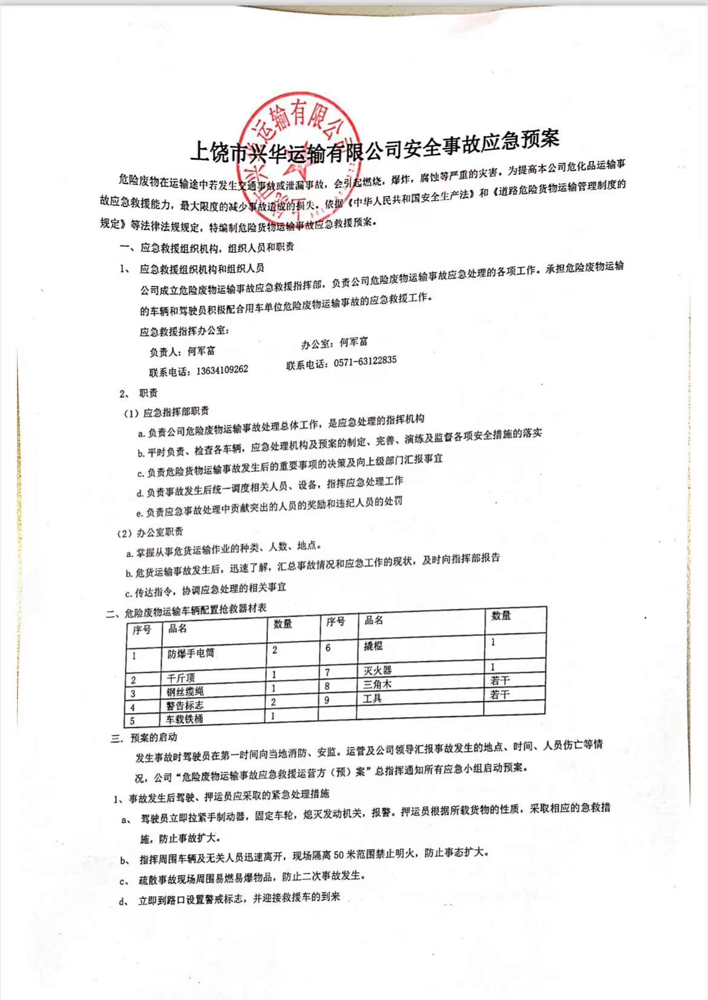 上饶市兴华运输有限公司
上饶市兴华运输有限公司安全事故应急预案
危险废物在运输途中若发生交通事故或泄漏事故，会引起燃烧，爆炸，腐蚀等严重的灾害。为提高本公司危化品运输事
故应急救援能力，最大限度的减少事故造成的损失。依据《中华人民共和国安全生产法》和《道路危险货物运输管理制度的
规定》等法律法规规定，特编制危险货物运输事故应急救援预案。
一、应急救援组织机构，组织人员和职责
1、 应急救援组织机构和组织人员
公司成立危险废物运输事故应急救援指挥部，负责公司危险废物运输事故应急处理的各项工作。承担危险废物运输
的车辆和驾驶员积极配合用车单位危险废物运输事故的应急救援工作。
应急救援指挥办公室：
负责人：何军富 办公室：何军富
联系电话：13634109262 联系电话：0571-63122835
2、 职责
（1）应急指挥部职责
a.负责公司危险废物运输事故处理总体工作，是应急处理的指挥机构
b.平时负责、检查各车辆，应急处理机构及预案的制定、完善、演练及监督各项安全措施的落实
c.负责危险货物运输事故发生后的重要事项的决策及向上级部门汇报事宜
d.负责事故发生后统一调度相关人员、设备，指挥应急处理工作
e.负责应急事故处理中贡献突出的人员的奖励和违纪人员的处罚
（2）办公室职责
a.掌握从事危货运输作业的种类、人数、地点。
b.危货运输事故发生后，迅速了解，汇总事故情况和应急工作的现状，及时向指挥部报告
c.传达指令，协调应急处理的相关事宜
二、危险废物运输车辆配置抢救器材表
序号 品名 数量 序号 品名 数量
1 防爆手电筒 2 6 撬棍 1
2 千斤顶 1 7 灭火器 1
3 钢丝缆绳 1 8 三角木 若干
4 警告标志 2 9 工具 若干
5 车载铁桶 1
三．预案的启动
发生事故时驾驶员在第一时间向当地消防、安监。运管及公司领导汇报事故发生的地点、时间、人员伤亡等情
况，公司“危险废物运输事故应急救援运营方（预）案”总指挥通知所有应急小组启动预案。
1、事故发生后驾驶、押运员应采取的紧急处理措施
a、 驾驶员立即拉紧手制动器，固定车轮，熄灭发动机关，报警。押运员根据所载货物的性质，采取相应的急救措
施，防止事故扩大。
b、 指挥周围车辆及无关人员迅速离开，现场隔离 50 米范围禁止明火，防止事态扩大。
c、 疏散事故现场周围易燃易爆物品，防止二次事故发生。
d、 立即到路口设置警戒标志，并迎接救援车的到来